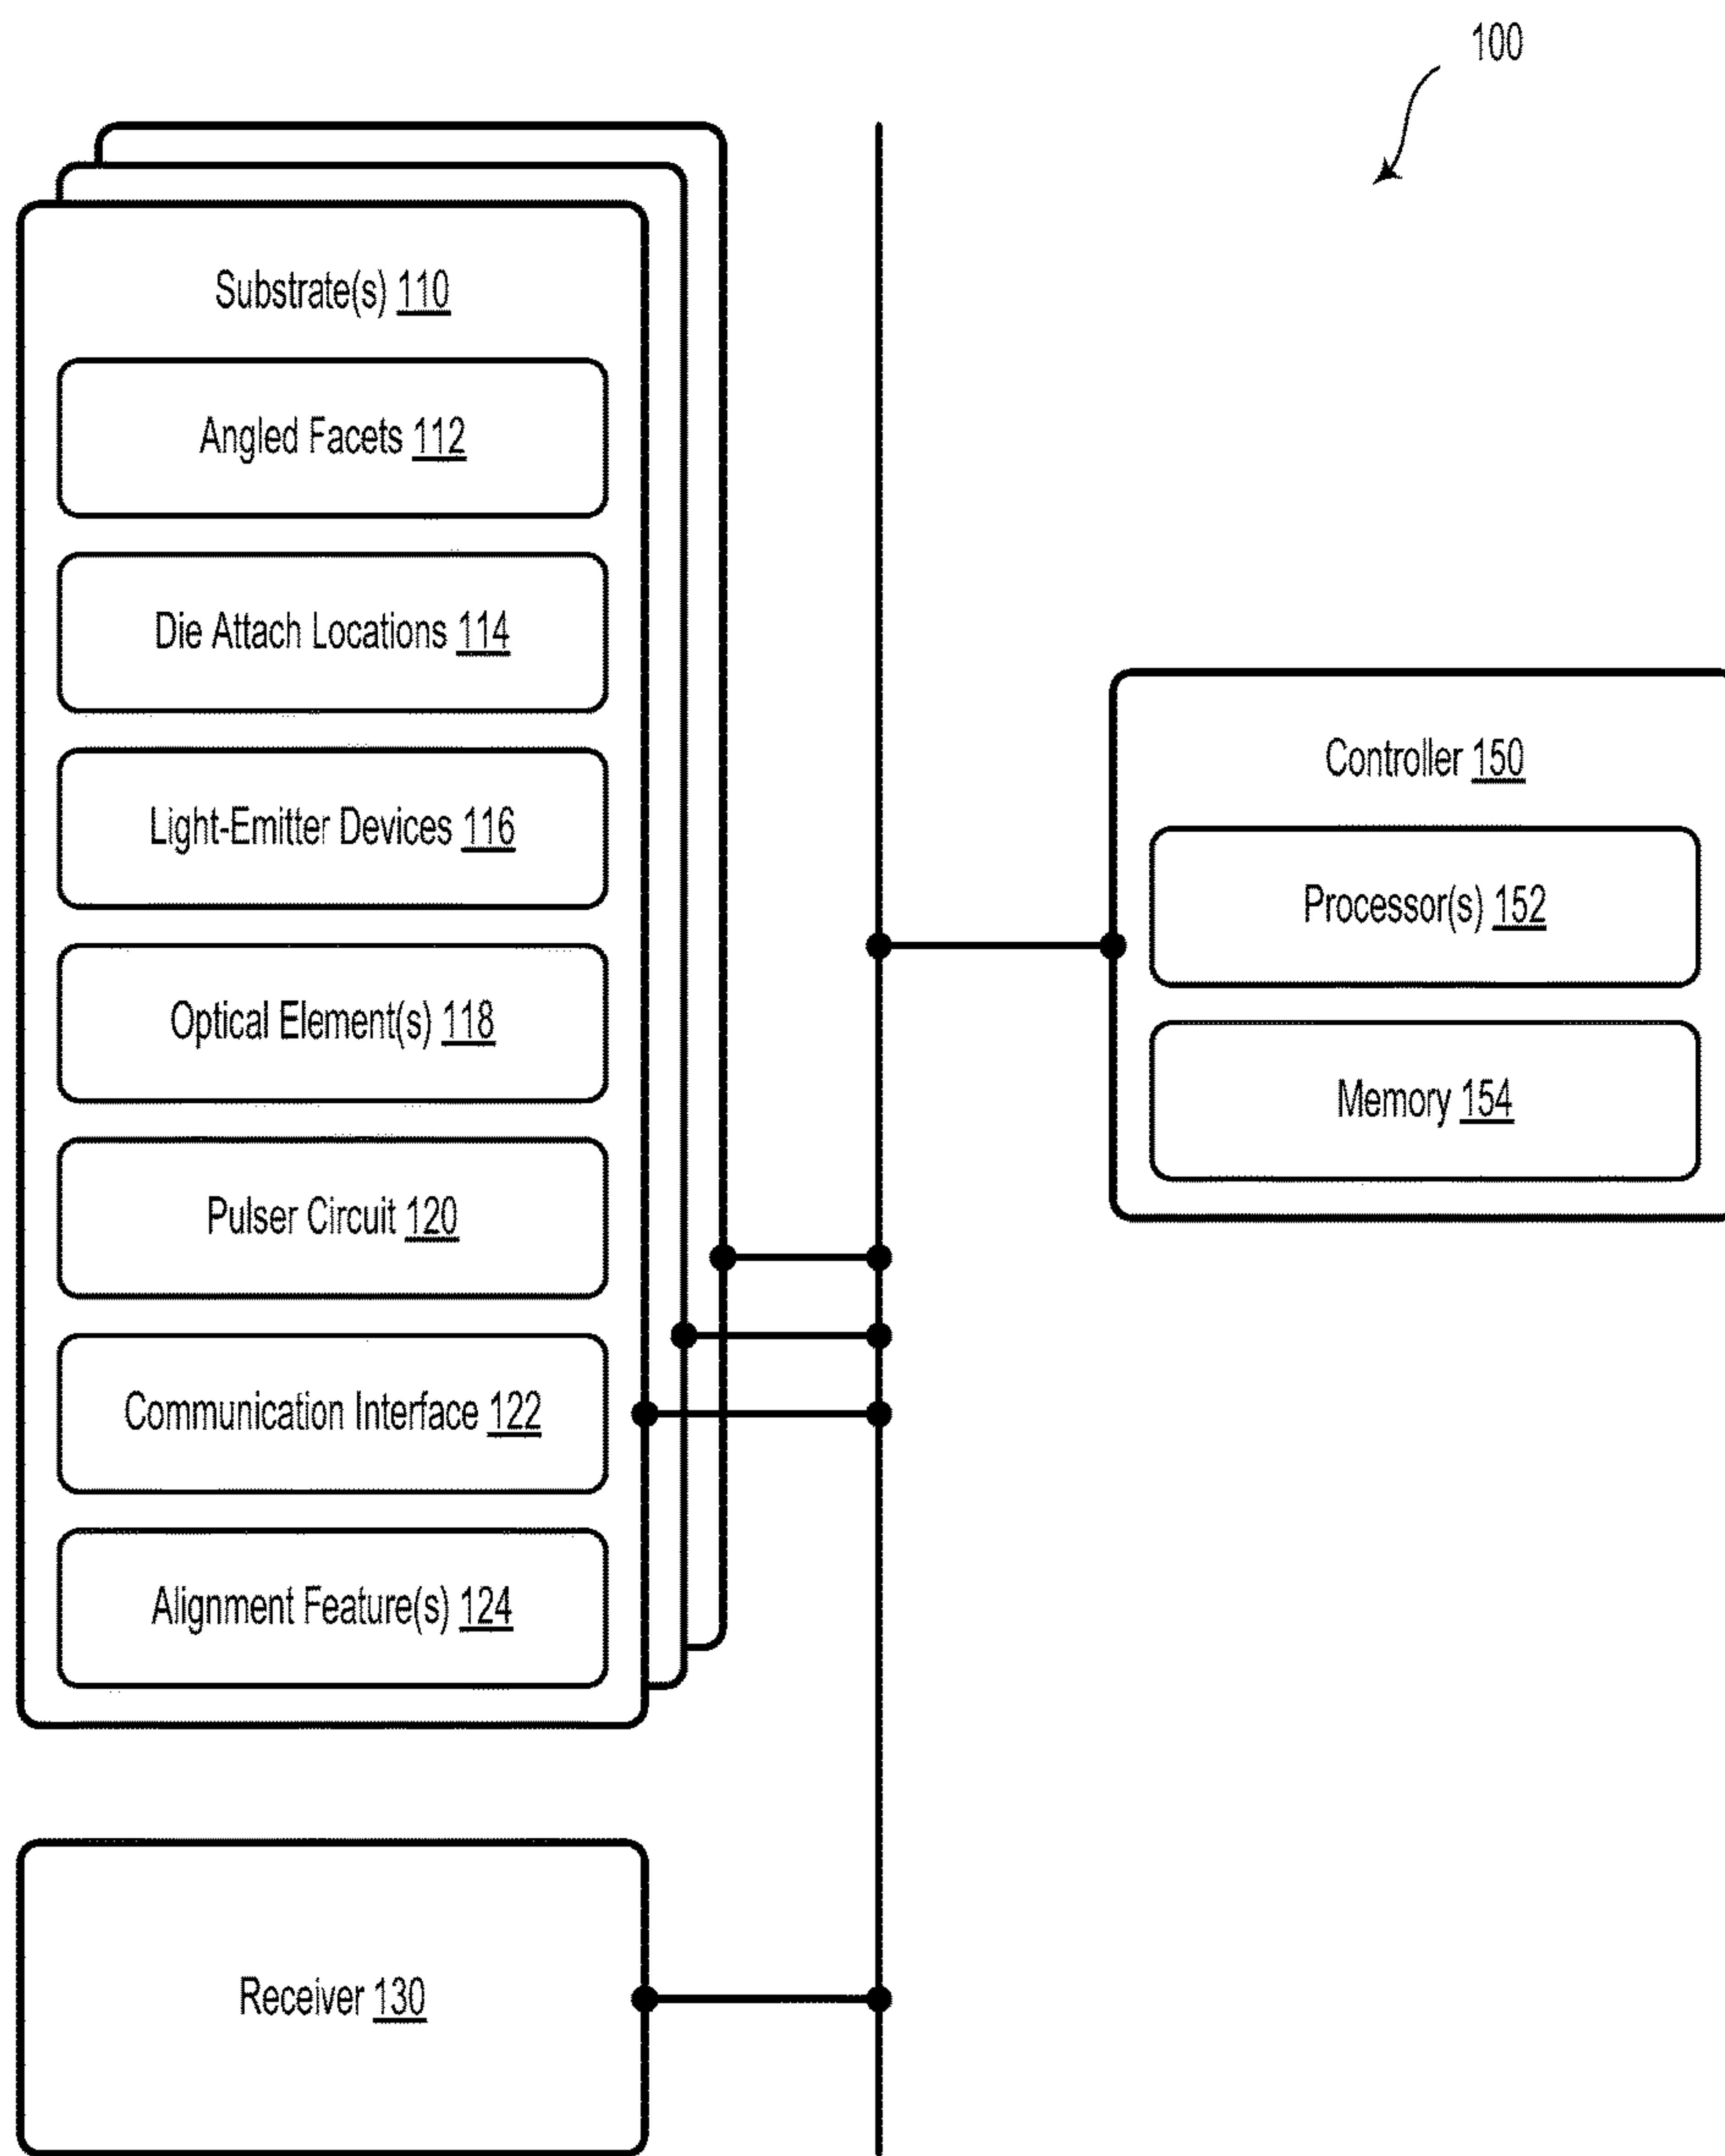 100
Substrate(s) 110
Angled Facets 112
Die Attach Locations 114
Light-Emitter Devices 116
Optical Element(s) 118
Pulser Circuit 120
Communication Interface 122
Alignment Feature(s) 124
Controller 150
Processor(s) 152
Memory 154
Receiver 130